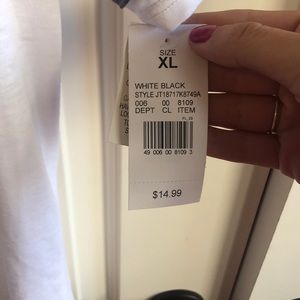 SIZE
XL
WHITE BLACK
STYLE JT18717K8749A
006 00 8109
DEPT CL ITEM
49 006 00 8109 3
$14.99